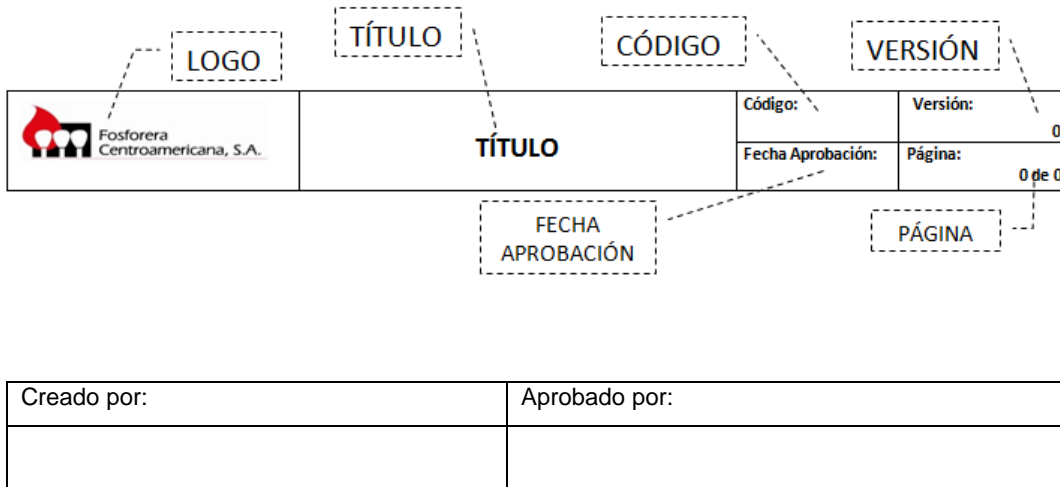 LOGO
TÍTULO
CÓDIGO
VERSIÓN
Fosforera
Centroamericana, S.A.
TÍTULO
Código:
Versión:
0
Fecha Aprobación:
Página:
0 de 0
FECHA
APROBACIÓN
PÁGINA
Creado por:
Aprobado por: